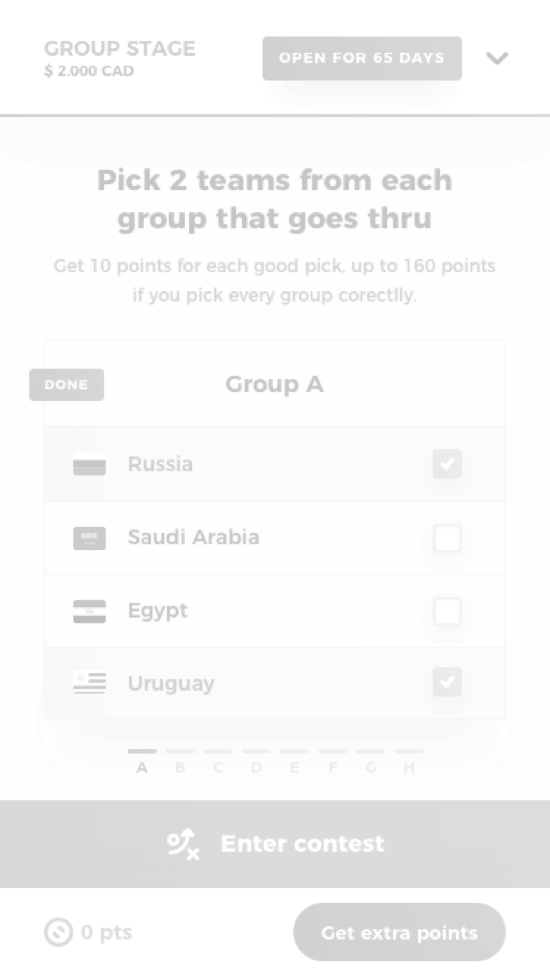 GROUP STAGE
$ 2.000 CAD
OPEN FOR 65 DAYS
Pick 2 teams from each
group that goes thru
Get 10 points for each good pick, up to 160 points
if you pick every group corectlly.
DONE
Group A
Russia
Saudi Arabia
Egypt
Uruguay
A B C D E F G H
Enter contest
0 pts
Get extra points